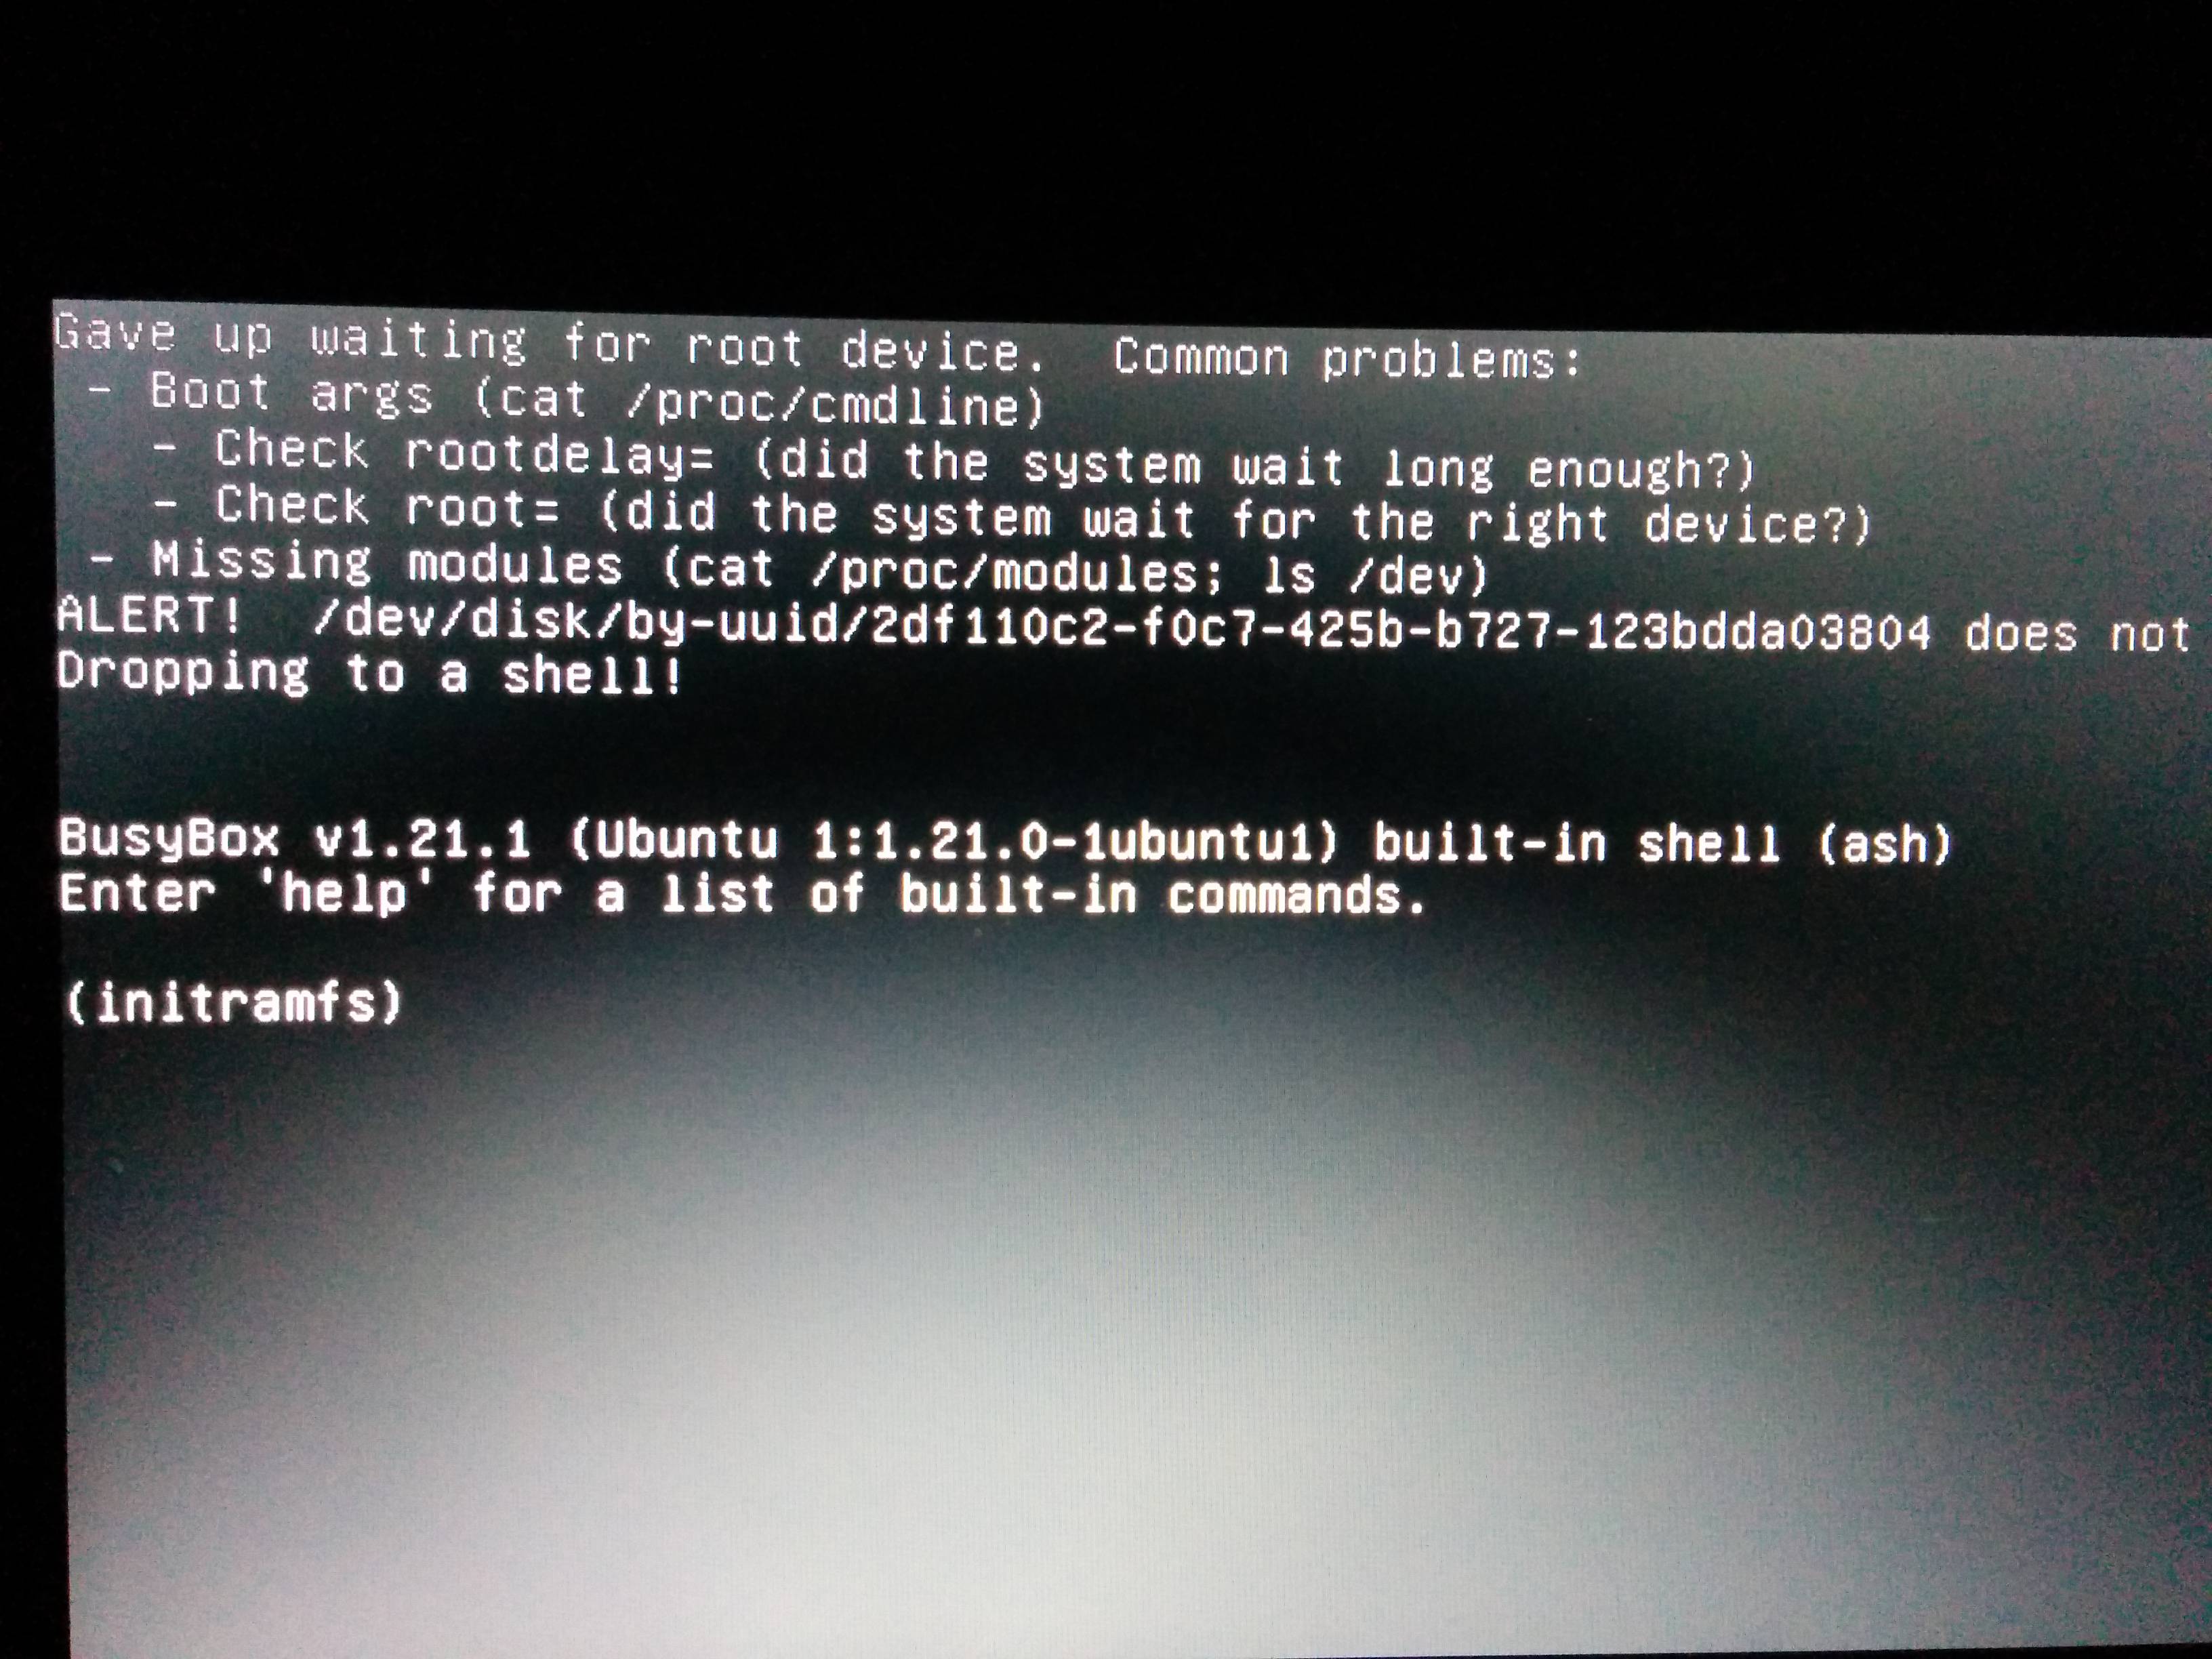 Gave up waiting for root device.  Common problems:
 - Boot args (cat /proc/cmdline)
   - Check rootdelay= (did the system wait long enough?)
   - Check root= (did the system wait for the right device?)
 - Missing modules (cat /proc/modules; ls /dev)
ALERT!  /dev/disk/by-uuid/2df110c2-f0c7-425b-b727-123bdda03804 does not
Dropping to a shell!
BusyBox v1.21.1 (Ubuntu 1:1.21.0-1ubuntu1) built-in shell (ash)
Enter 'help' for a list of built-in commands.
(initramfs)